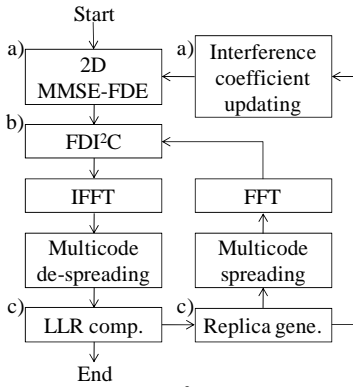 Start
a)
2D
MMSE-FDE
a)
Interference
coefficient
updating
b)
FDI²C
IFFT
FFT
Multicode
de-spreading
Multicode
spreading
c)
LLR comp.
c)
Replica gene.
End